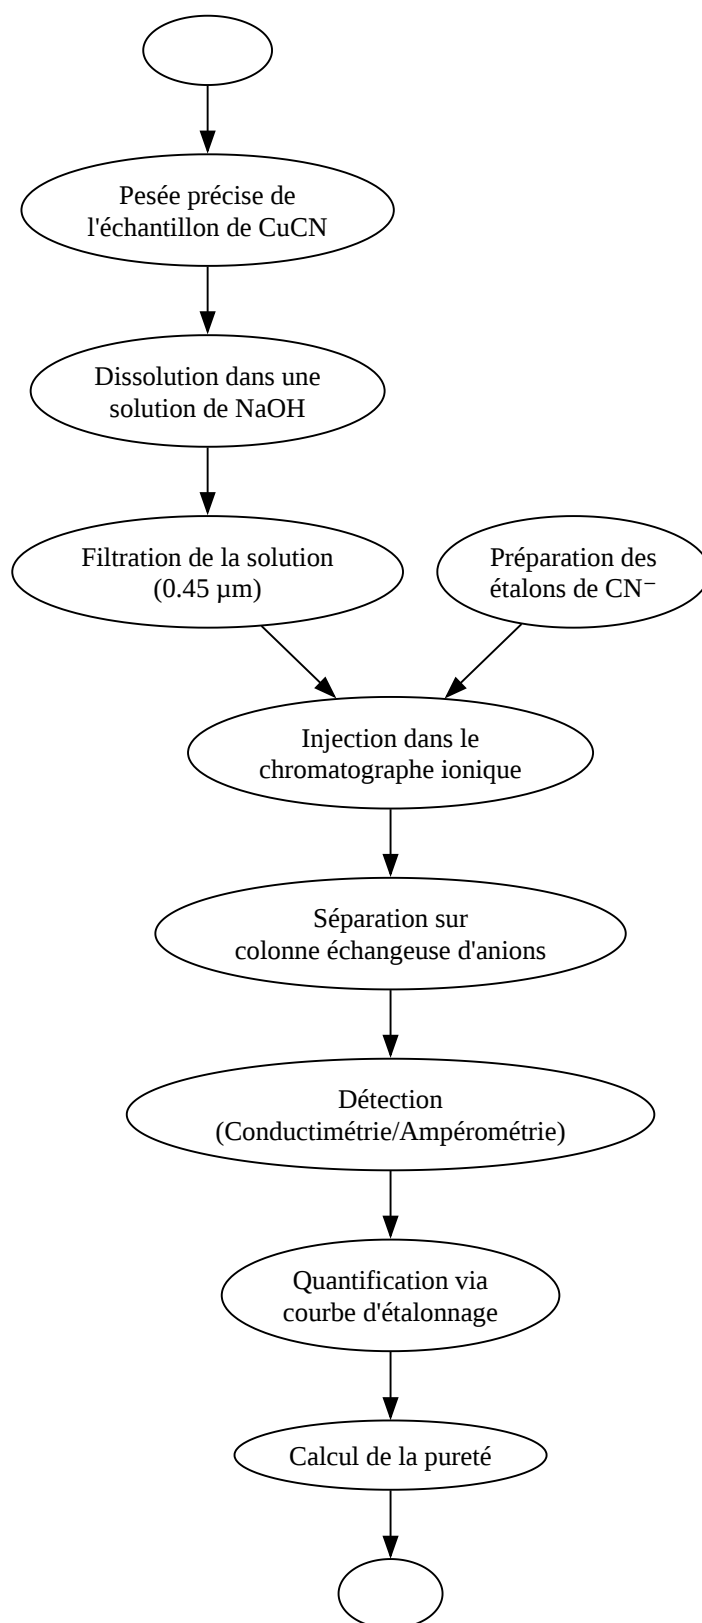 Pesée précise de
l'échantillon de CuCN
Dissolution dans une
solution de NaOH
Filtration de la solution
(0.45 µm)
Préparation des
étalons de CN⁻
Injection dans le
chromatographe ionique
Séparation sur
colonne échangeuse d'anions
Détection
(Conductimétrie/Ampérométrie)
Quantification via
courbe d'étalonnage
Calcul de la pureté